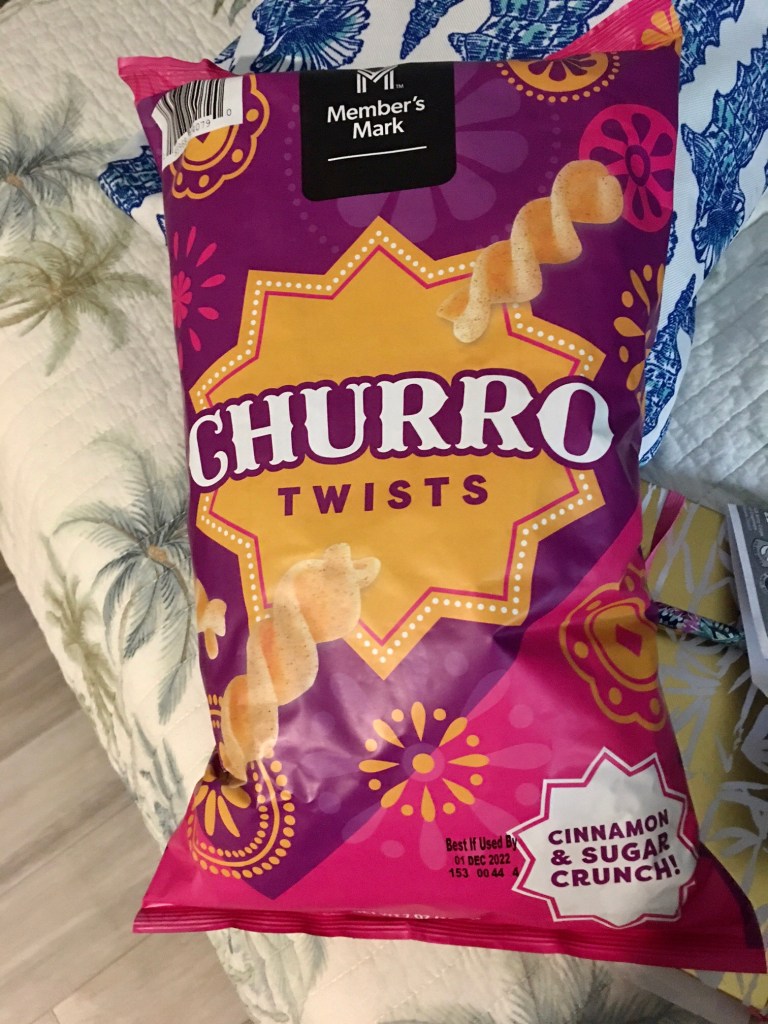 Member's
Mark
CHURRO
TWISTS
Best If Used By
01 DEC 2022
153 00 44 4
CINNAMON
& SUGAR
CRUNCH!